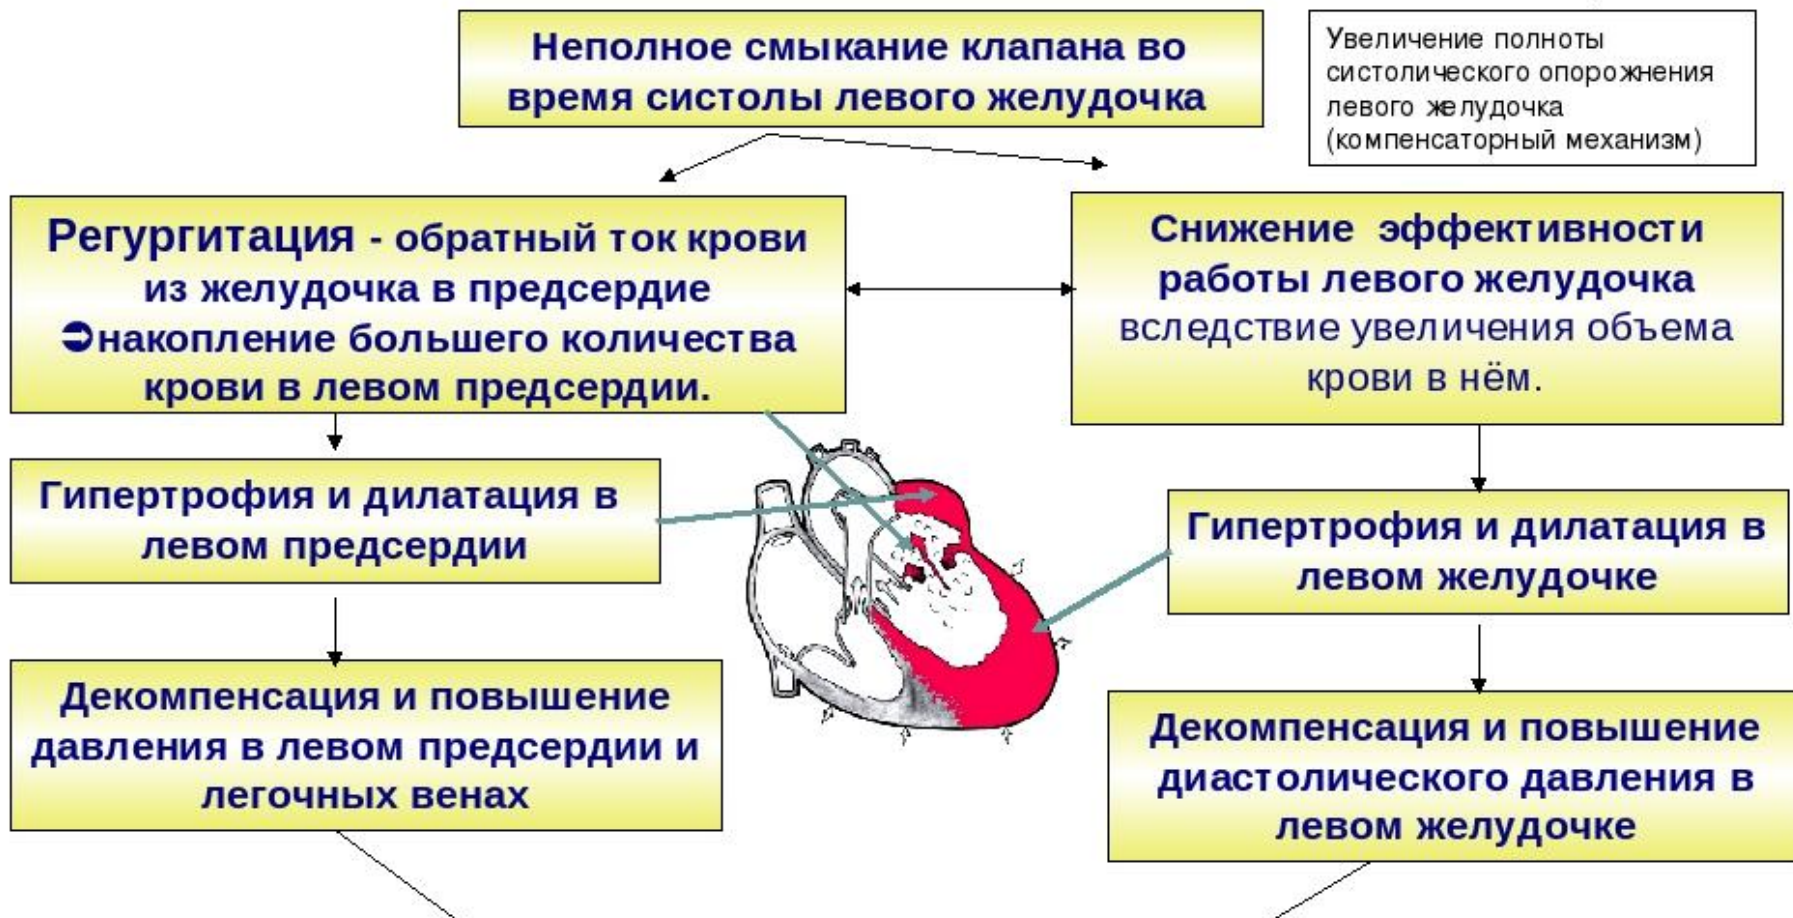 Неполное смыкание клапана во
время систолы левого желудочка
Увеличение полноты
систолического опорожнения
левого желудочка
(компенсаторный механизм)
Регургитация - обратный ток крови
из желудочка в предсердие
➲накопление большего количества
крови в левом предсердии.
Снижение эффективности
работы левого желудочка
вследствие увеличения объема
крови в нём.
Гипертрофия и дилатация в
левом предсердии
Гипертрофия и дилатация в
левом желудочке
Декомпенсация и повышение
давления в левом предсердии и
легочных венах
Декомпенсация и повышение
диастолического давления в
левом желудочке